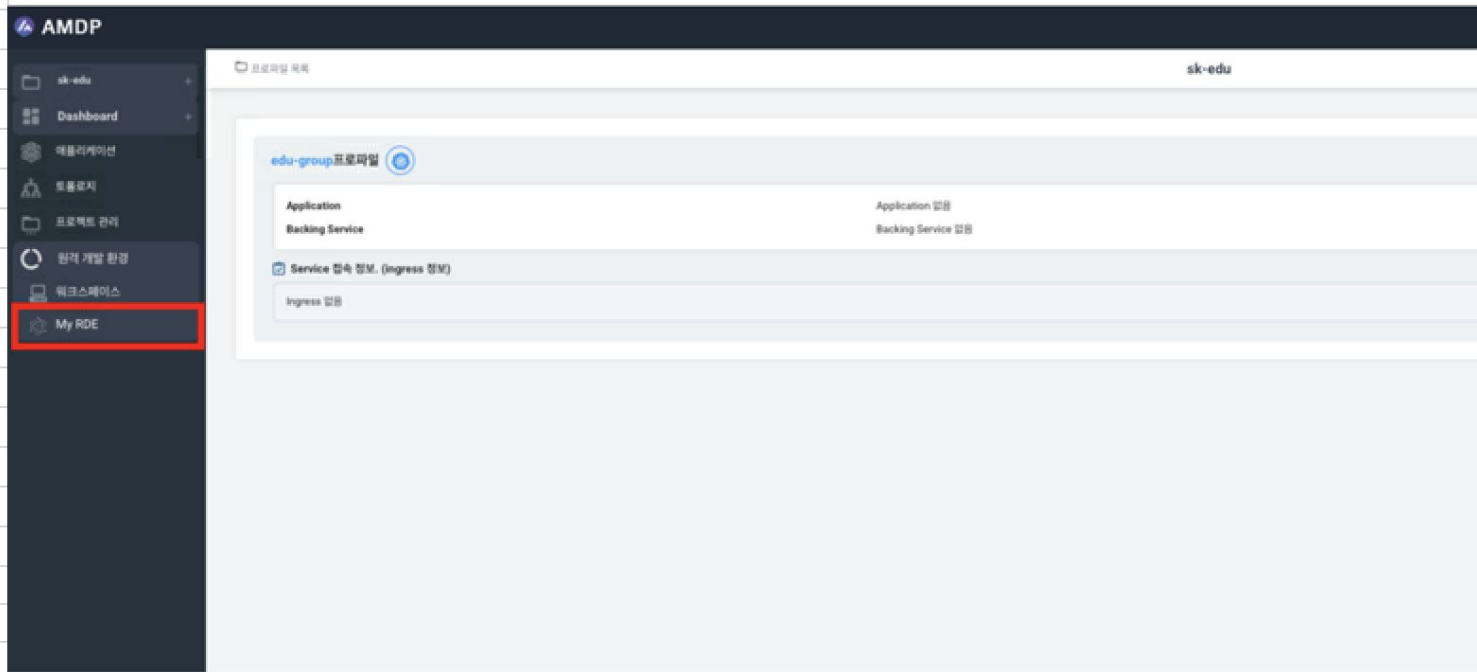 AMDP
sk-edu +
Dashboard +
애플리케이션
토폴로지
프로젝트 관리
원격 개발 환경
워크스페이스
My RDE
프로파일 목록
sk-edu
edu-group프로파일
Application Application 없음
Backing Service Backing Service 없음
Service 접속 정보. (ingress 정보)
Ingress 없음